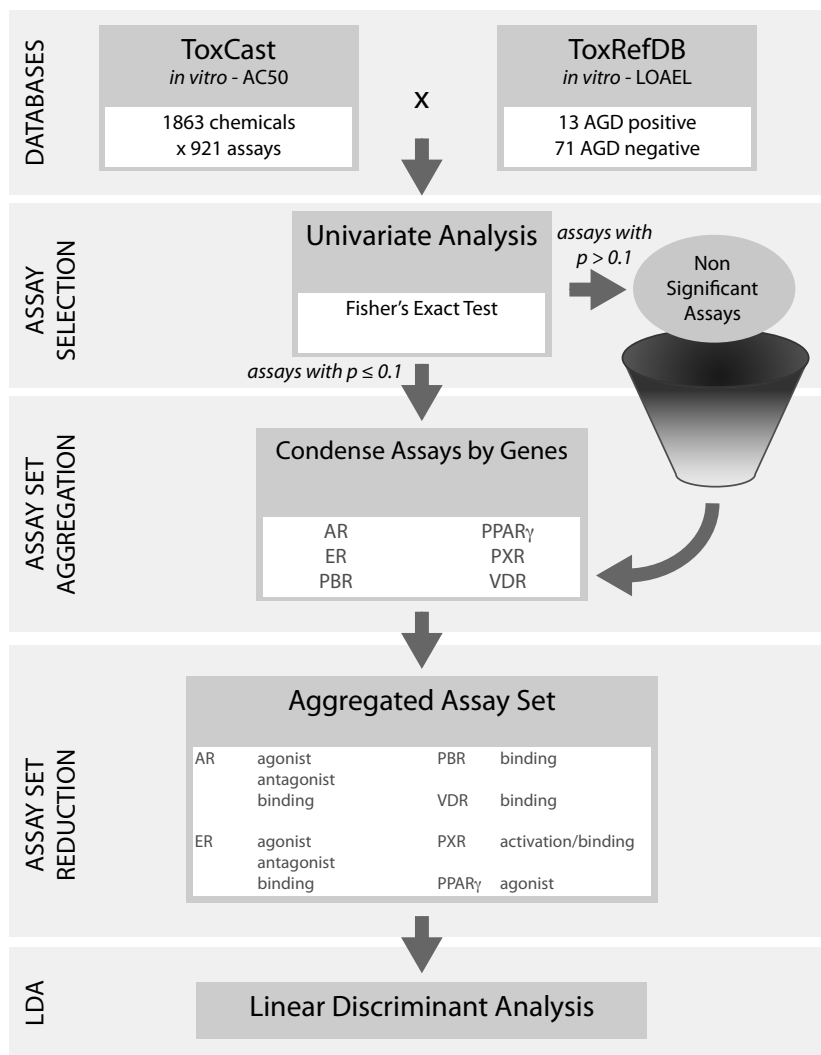 DATABASES
ToxCast
in vitro - AC50
1863 chemicals
x 921 assays
x
ToxRefDB
in vitro - LOAEL
13 AGD positive
71 AGD negative
ASSAY
SELECTION
Univariate Analysis
Fisher's Exact Test
assays with
p > 0.1
Non
Significant
Assays
assays with p ≤ 0.1
ASSAY SET
AGGREGATION
Condense Assays by Genes
AR PPARγ
ER PXR
PBR VDR
ASSAY SET
REDUCTION
Aggregated Assay Set
AR agonist
antagonist
binding
ER agonist
antagonist
binding
PBR binding
VDR binding
PXR activation/binding
PPARγ agonist
LDA
Linear Discriminant Analysis